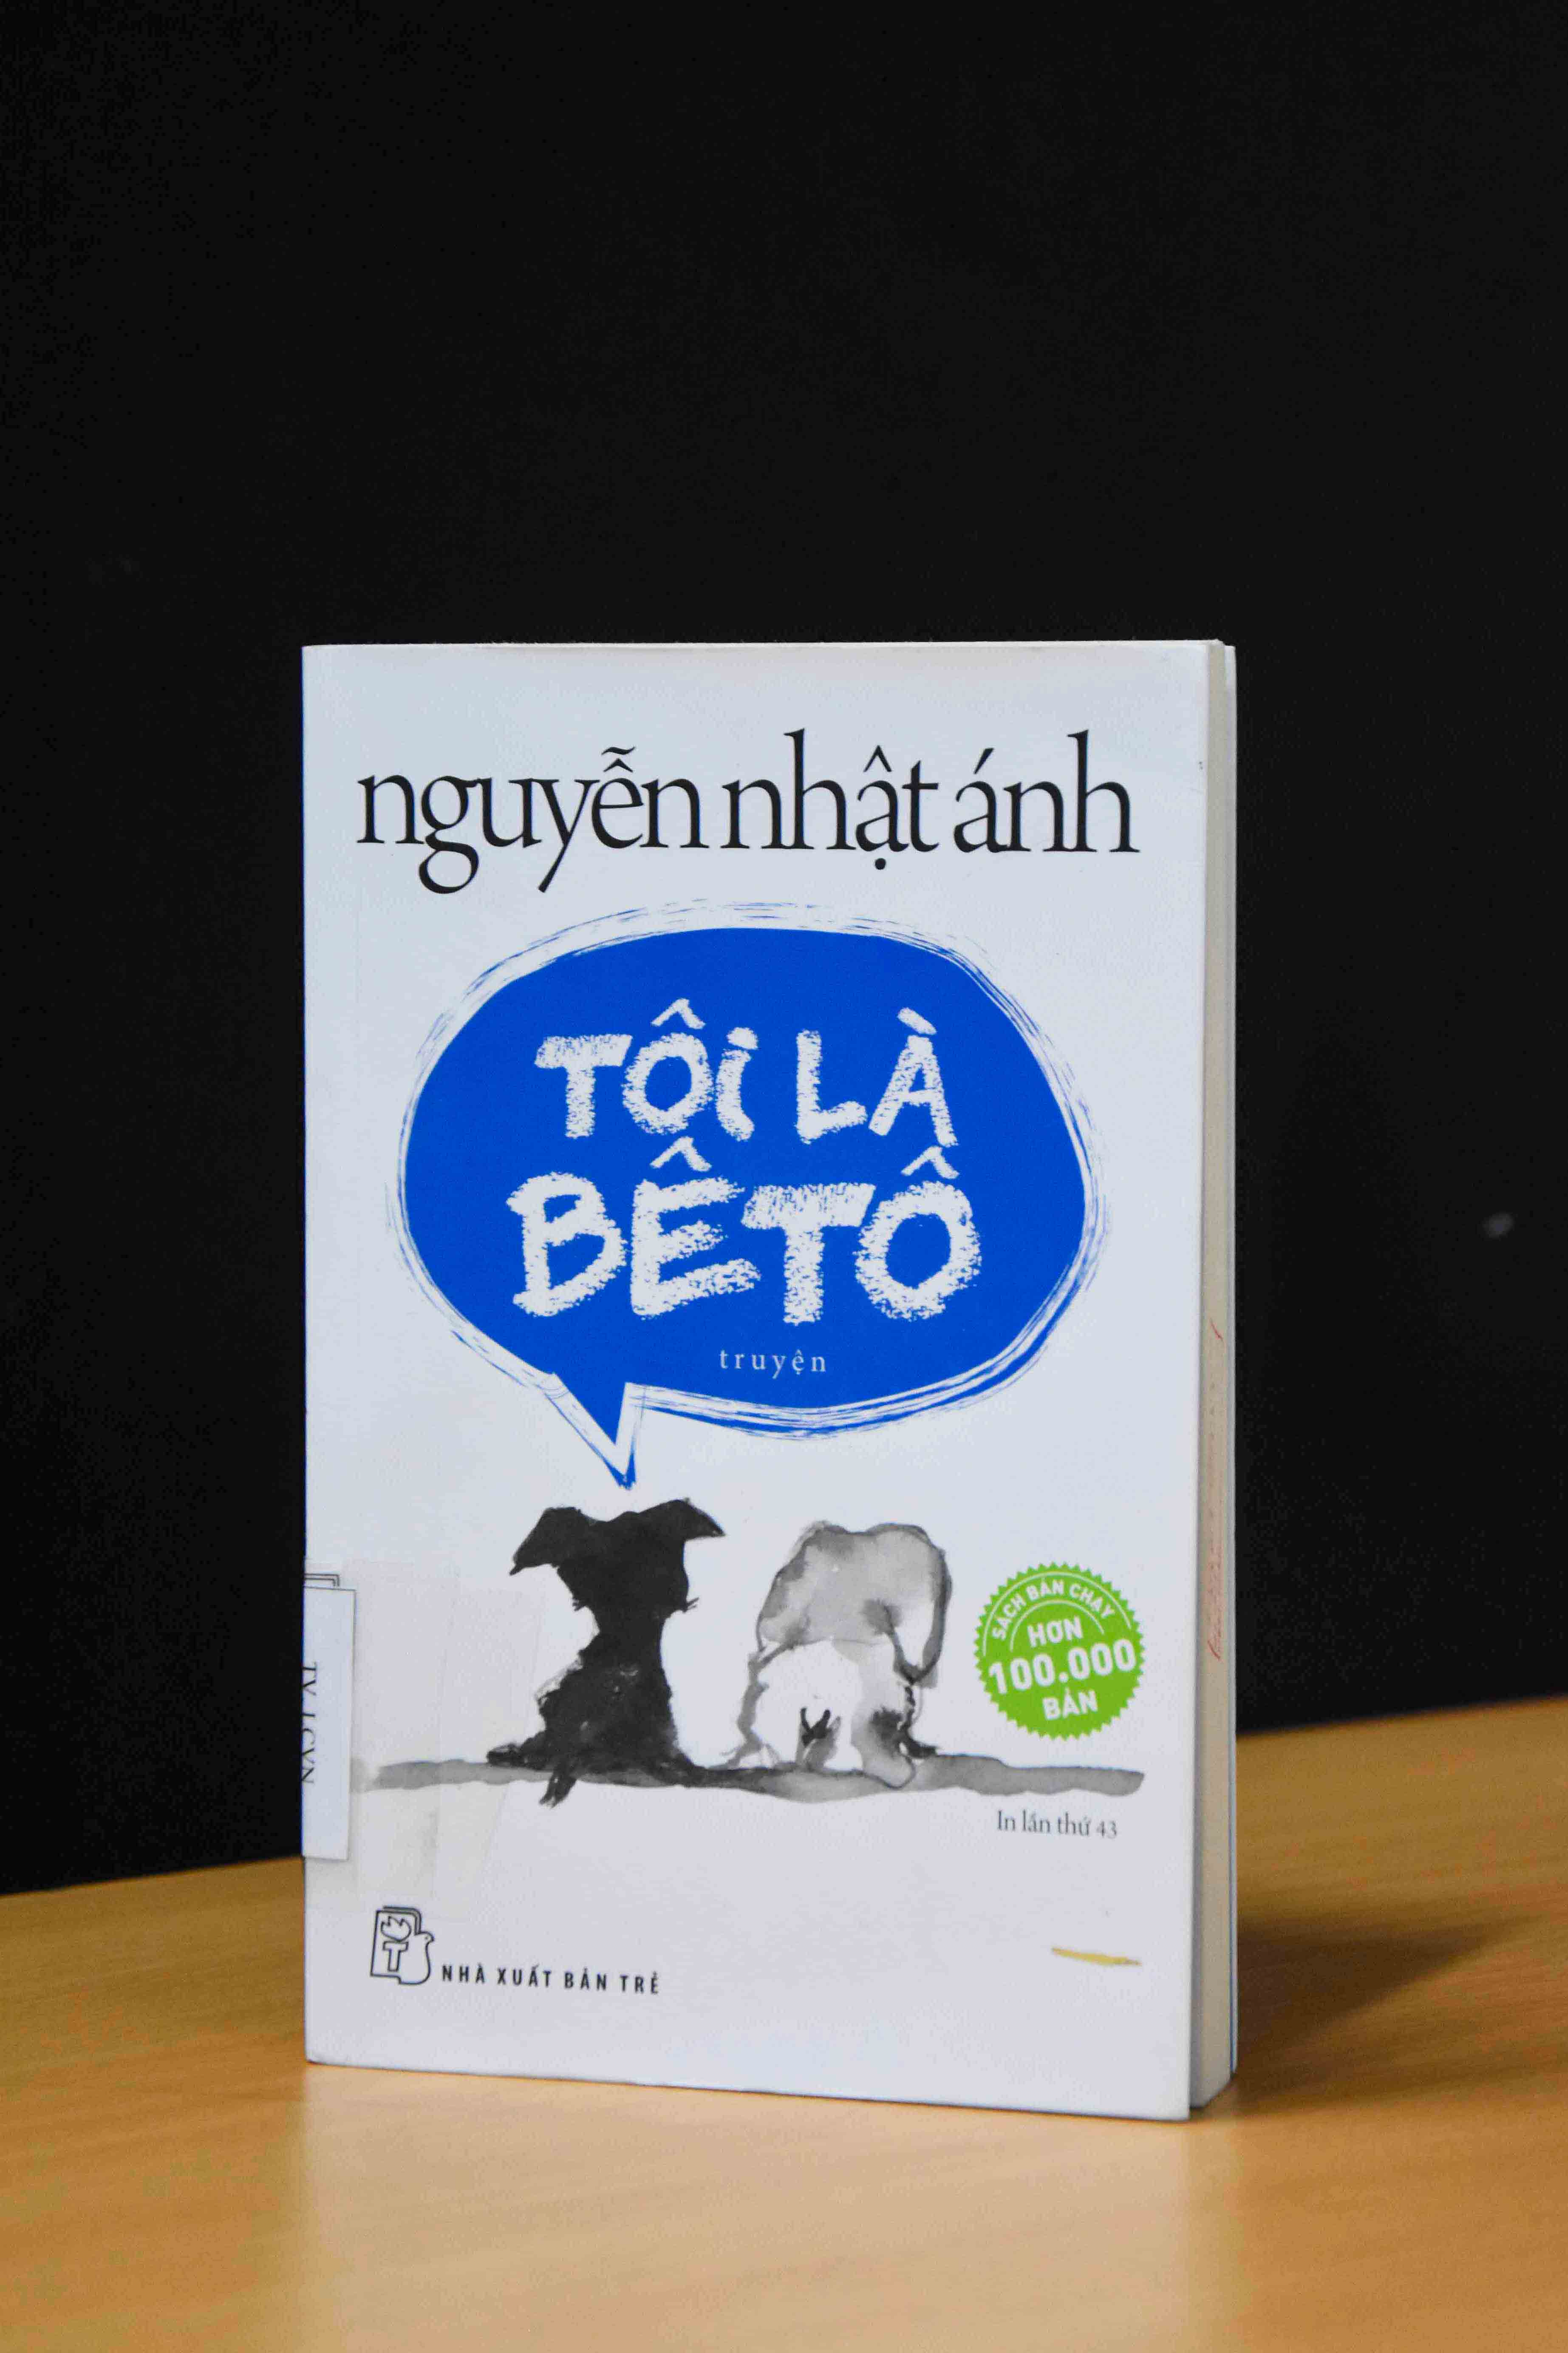 nguyễn nhật ánh
TÔi LÀ
BÊTÔ
truyện
SÁCH BÁN CHẠY
HƠN
100.000
BẢN
In lần thứ 43
T
NHÀ XUẤT BẢN TRẺ